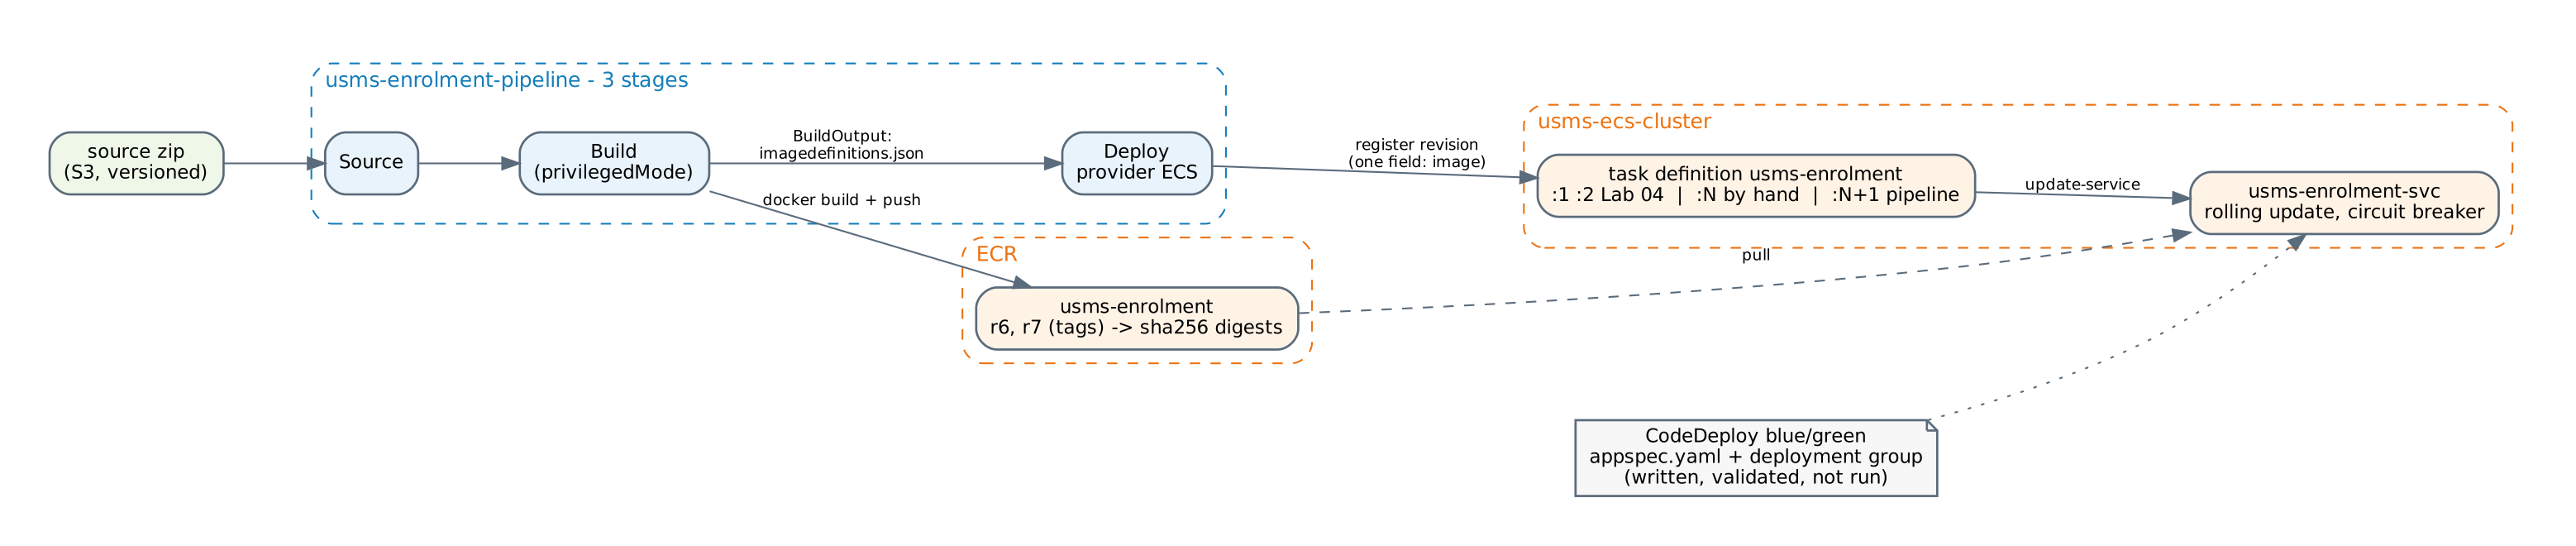 usms-enrolment-pipeline - 3 stages
source zip
(S3, versioned)
Source
Build
(privilegedMode)
BuildOutput:
imagedefinitions.json
docker build + push
Deploy
provider ECS
register revision
(one field: image)
usms-ecs-cluster
task definition usms-enrolment
:1 :2 Lab 04 | :N by hand | :N+1 pipeline
update-service
usms-enrolment-svc
rolling update, circuit breaker
ECR
usms-enrolment
r6, r7 (tags) -> sha256 digests
pull
CodeDeploy blue/green
appspec.yaml + deployment group
(written, validated, not run)